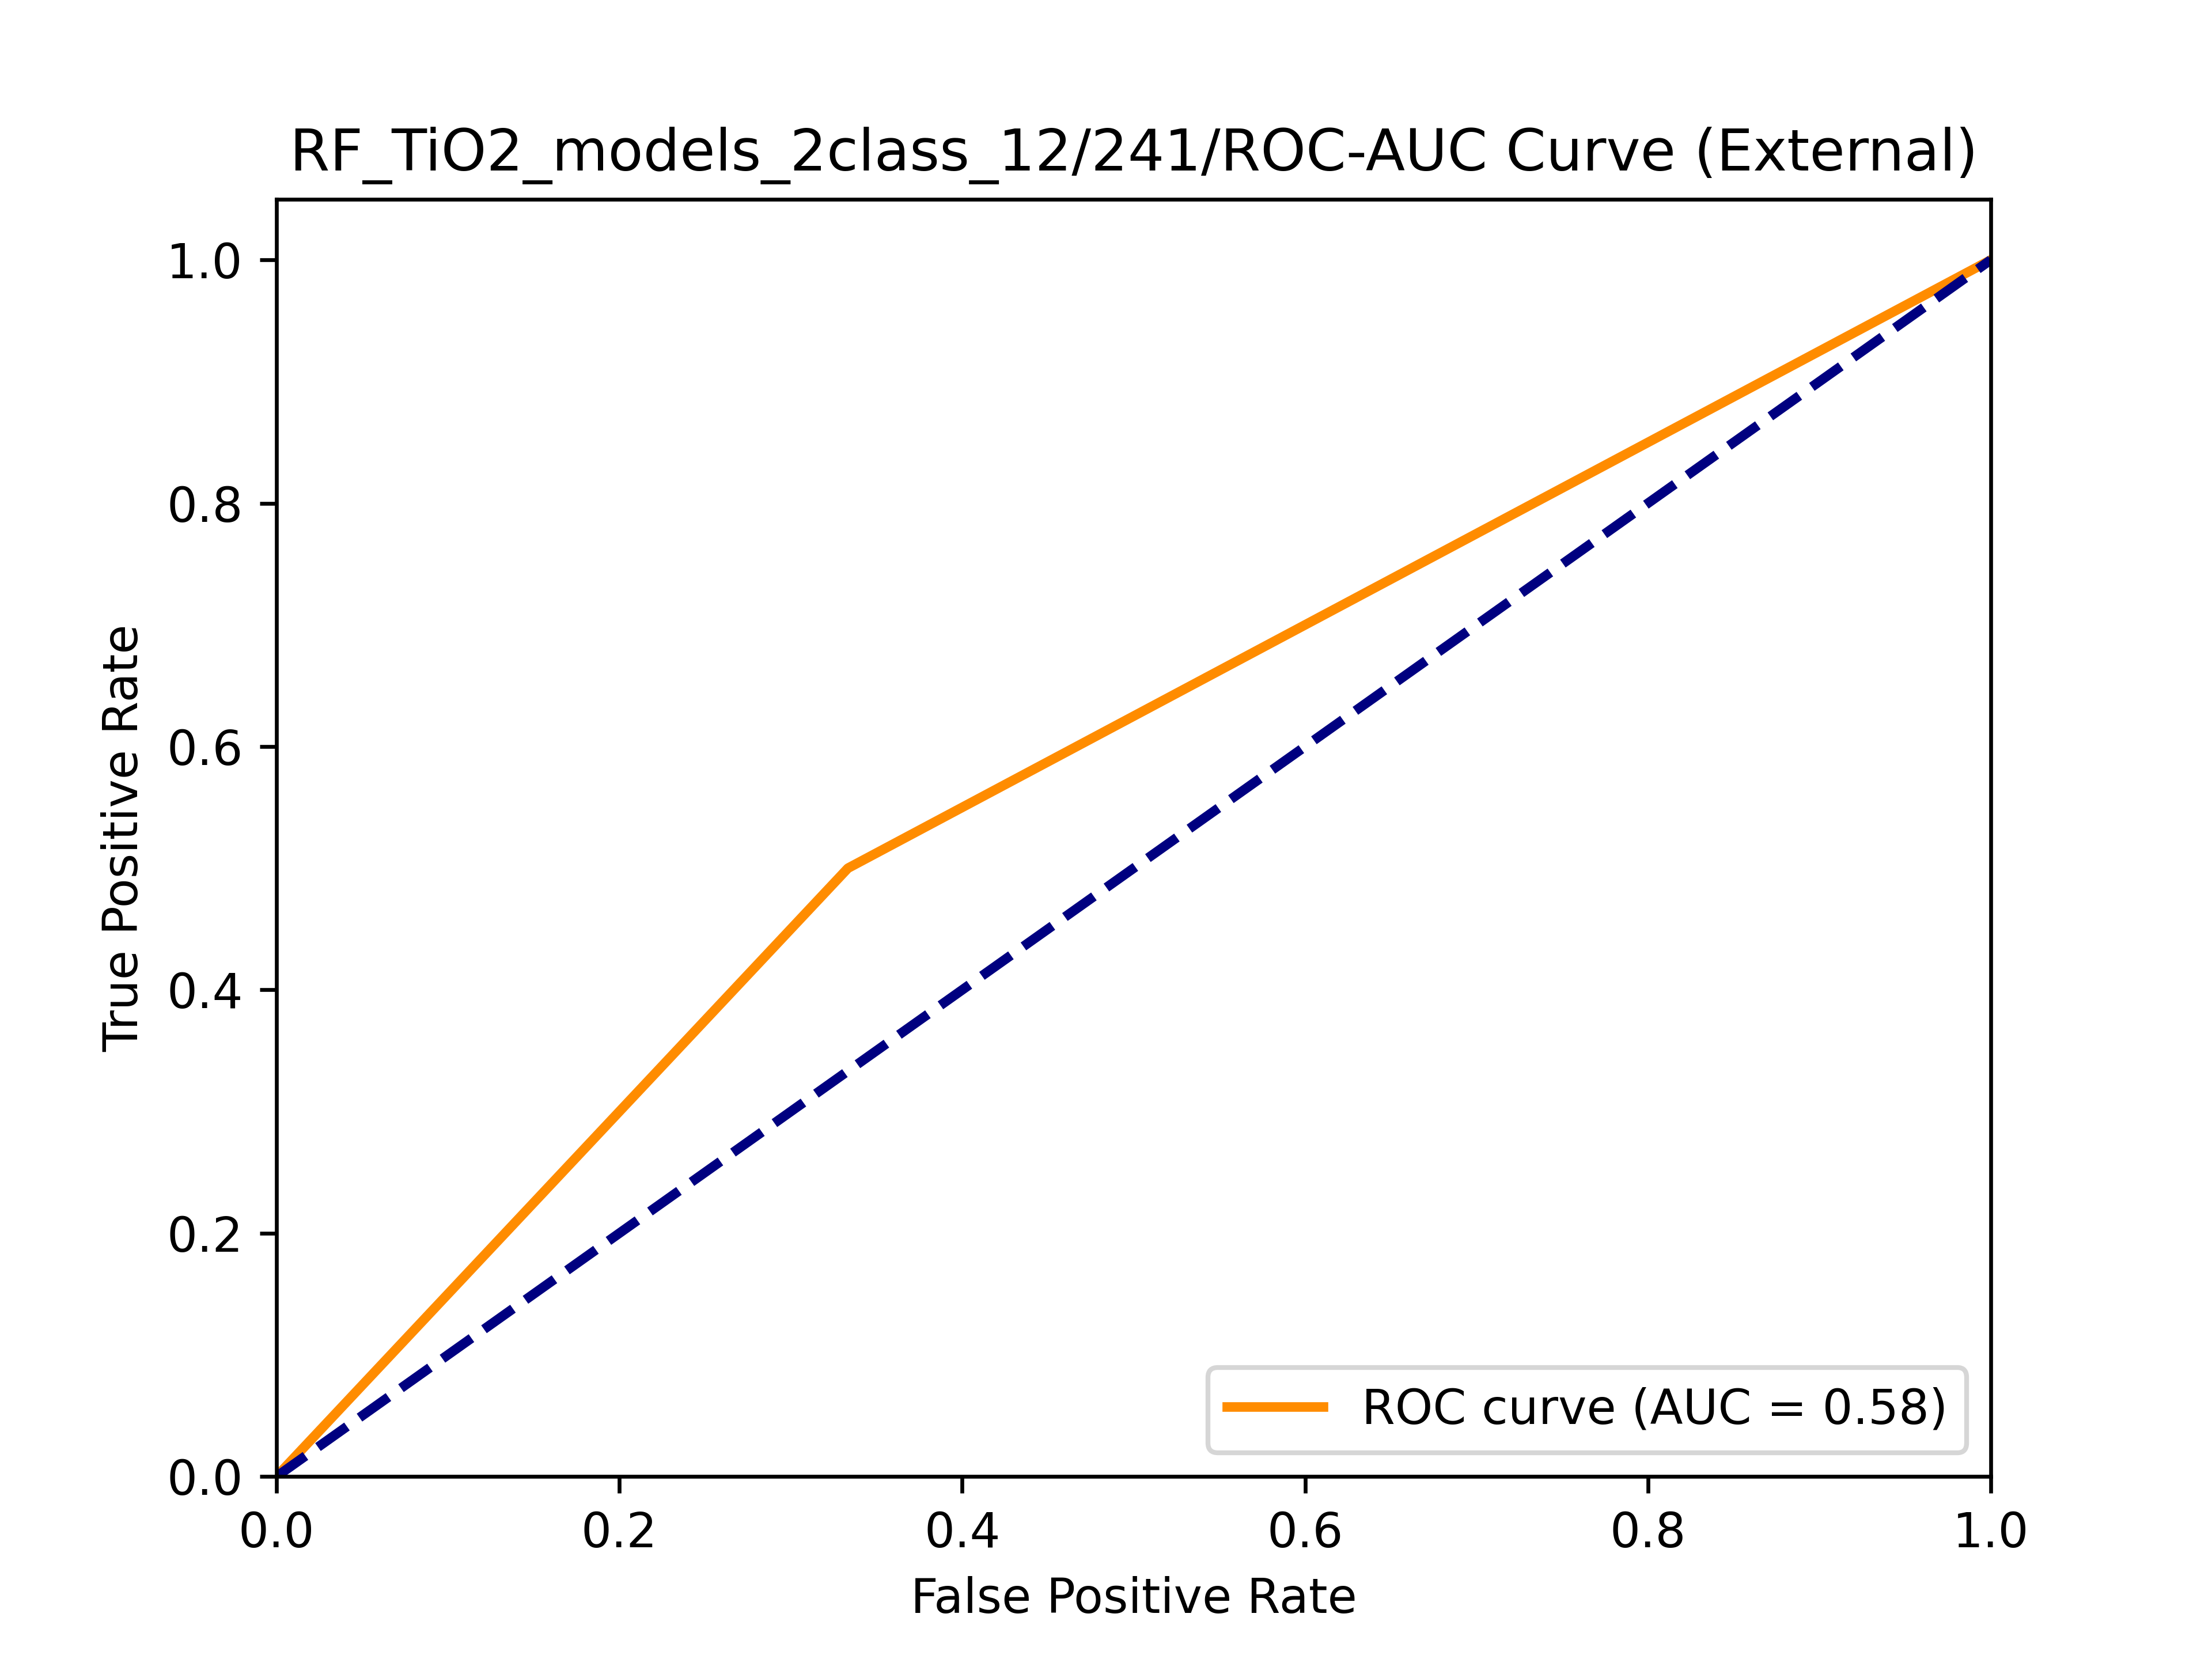 RF_TiO2_models_2class_12/241/ROC-AUC Curve (External)
True Positive Rate
1.0
0.8
0.6
0.4
0.2
0.0
ROC curve (AUC = 0.58)
0.0 0.2 0.4 0.6 0.8 1.0
False Positive Rate